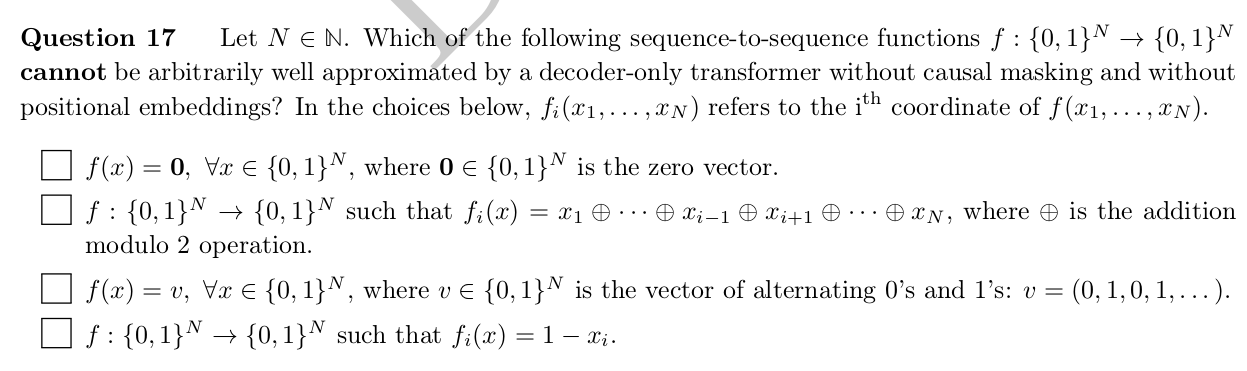 Question 17 Let N ∈ ℕ. Which of the following sequence-to-sequence functions f : {0, 1}^N → {0, 1}^N
cannot be arbitrarily well approximated by a decoder-only transformer without causal masking and without
positional embeddings? In the choices below, f_i(x_1, . . . , x_N) refers to the i^th coordinate of f(x_1, . . . , x_N).
f(x) = 0, ∀x ∈ {0, 1}^N, where 0 ∈ {0, 1}^N is the zero vector.
f : {0, 1}^N → {0, 1}^N such that f_i(x) = x_1 ⊕ · · · ⊕ x_{i−1} ⊕ x_{i+1} ⊕ · · · ⊕ x_N, where ⊕ is the addition
modulo 2 operation.
f(x) = v, ∀x ∈ {0, 1}^N, where v ∈ {0, 1}^N is the vector of alternating 0's and 1's: v = (0, 1, 0, 1, . . . ).
f : {0, 1}^N → {0, 1}^N such that f_i(x) = 1 − x_i.